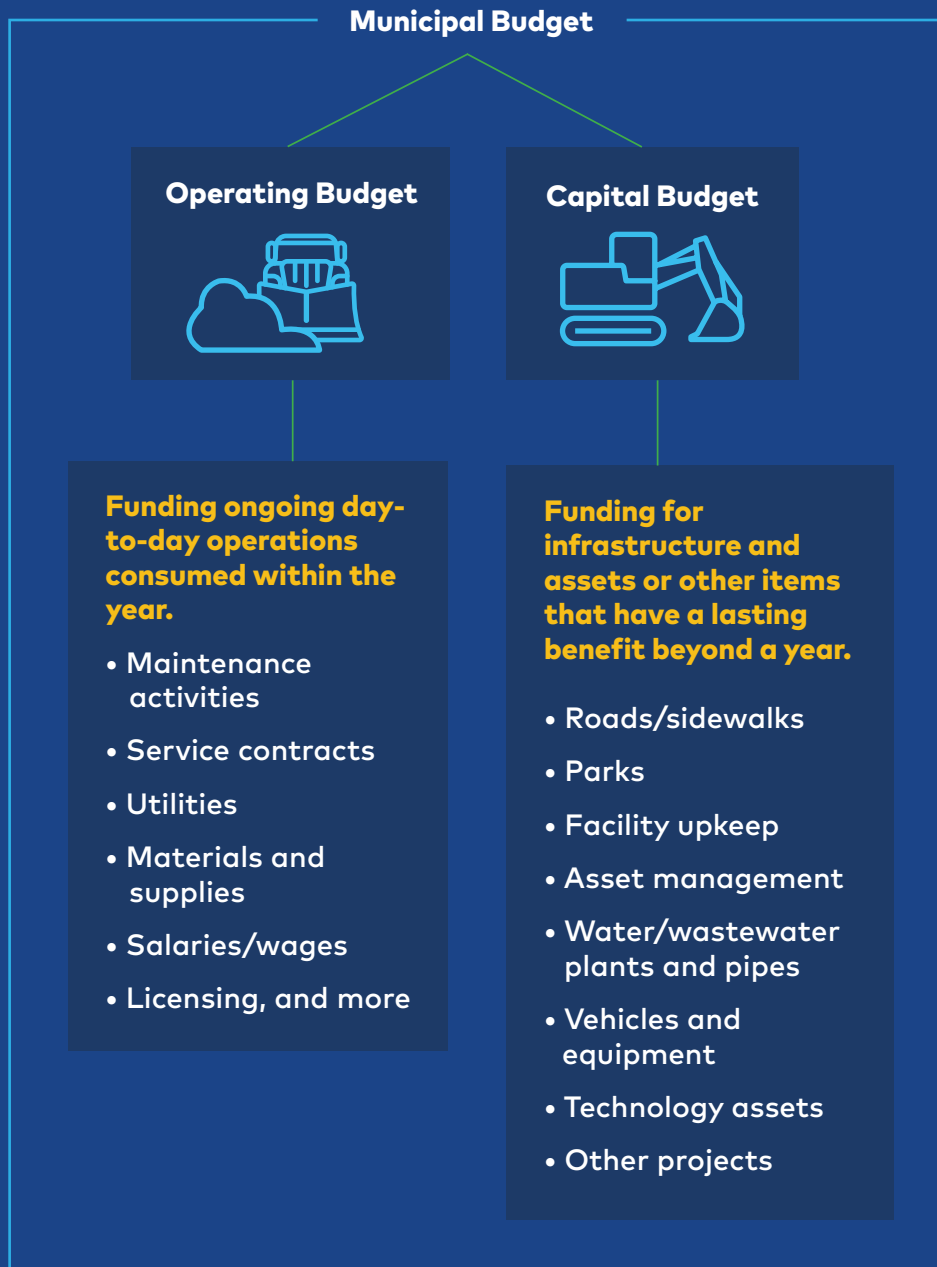 Municipal Budget
Operating Budget
Funding ongoing day-
to-day operations
consumed within the
year.
• Maintenance
activities
• Service contracts
• Utilities
• Materials and
supplies
• Salaries/wages
• Licensing, and more
Capital Budget
Funding for
infrastructure and
assets or other items
that have a lasting
benefit beyond a year.
• Roads/sidewalks
• Parks
• Facility upkeep
• Asset management
• Water/wastewater
plants and pipes
• Vehicles and
equipment
• Technology assets
• Other projects